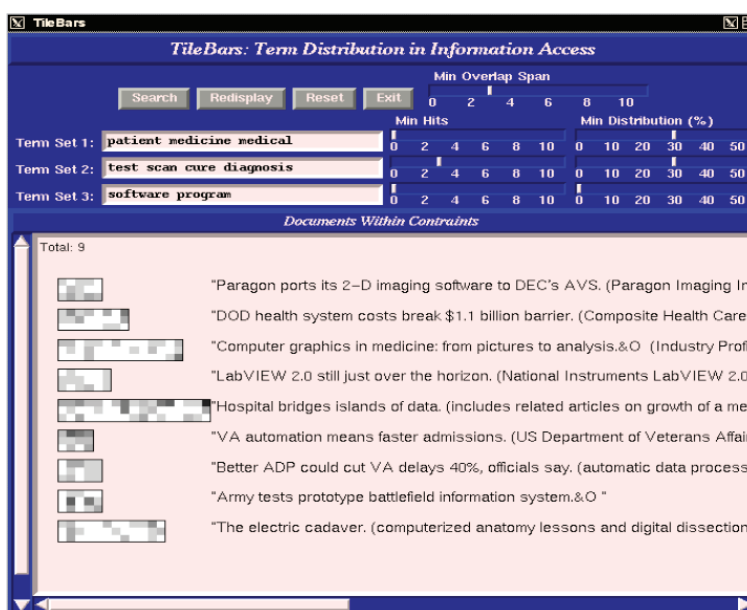 TileBars
TileBars: Term Distribution in Information Access
Min Overlap Span
Search Redisplay Reset Exit
0 2 4 6 8 10
Min Hits Min Distribution (%)
Term Set 1: patient medicine medical
0 2 4 6 8 10 0 10 20 30 40 50
Term Set 2: test scan cure diagnosis
0 2 4 6 8 10 0 10 20 30 40 50
Term Set 3: software program
0 2 4 6 8 10 0 10 20 30 40 50
Documents Within Contraints
Total: 9
"Paragon ports its 2-D imaging software to DEC's AVS. (Paragon Imaging In
"DOD health system costs break $1.1 billion barrier. (Composite Health Care
"Computer graphics in medicine: from pictures to analysis.&O (Industry Profi
"LabVIEW 2.0 still just over the horizon. (National Instruments LabVIEW 2.0
"Hospital bridges islands of data. (includes related articles on growth of a me
"VA automation means faster admissions. (US Department of Veterans Affai
"Better ADP could cut VA delays 40%, officials say. (automatic data process
"Army tests prototype battlefield information system.&O "
"The electric cadaver. (computerized anatomy lessons and digital dissection